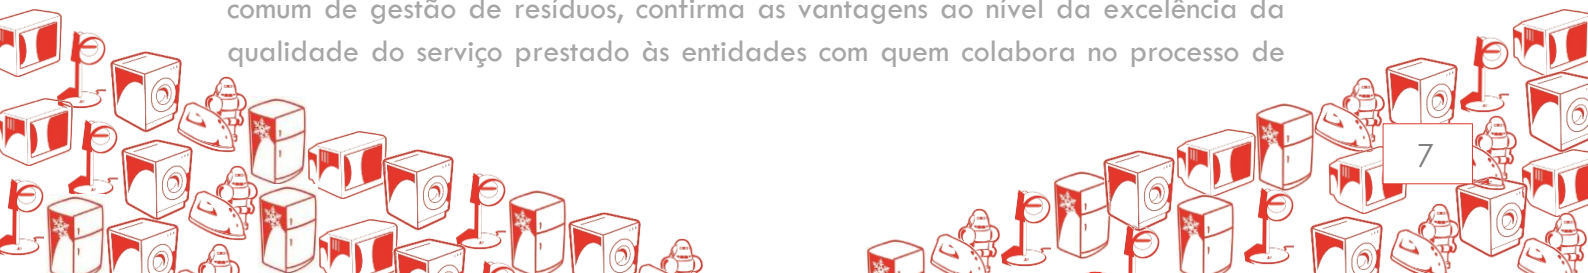 comum de gestão de resíduos, confirma as vantagens ao nível da excelência da
qualidade do serviço prestado às entidades com quem colabora no processo de
7